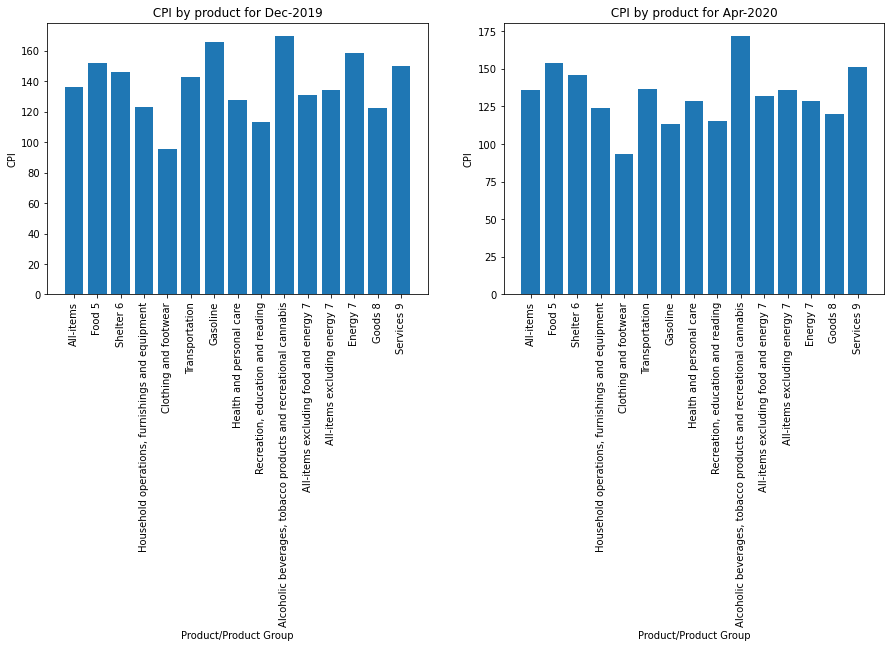 CPI by product for Dec-2019
CPI
160
140
120
100
80
60
40
20
0
All-items
Food 5
Shelter 6
Household operations, furnishings and equipment
Clothing and footwear
Transportation
Gasoline
Health and personal care
Recreation, education and reading
Alcoholic beverages, tobacco products and recreational cannabis
All-items excluding food and energy 7
All-items excluding energy 7
Energy 7
Goods 8
Services 9
Product/Product Group
CPI by product for Apr-2020
CPI
175
150
125
100
75
50
25
0
All-items
Food 5
Shelter 6
Household operations, furnishings and equipment
Clothing and footwear
Transportation
Gasoline
Health and personal care
Recreation, education and reading
Alcoholic beverages, tobacco products and recreational cannabis
All-items excluding food and energy 7
All-items excluding energy 7
Energy 7
Goods 8
Services 9
Product/Product Group